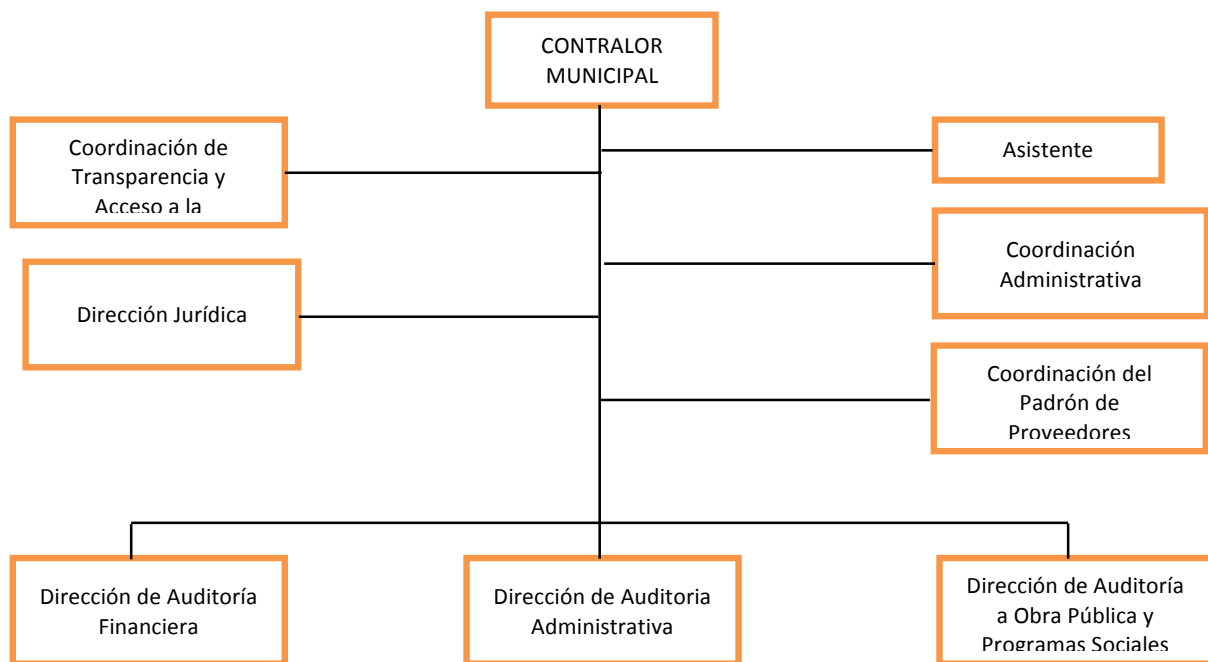 CONTRALOR
MUNICIPAL
Coordinación de
Transparencia y
Acceso a la
Asistente
Coordinación
Administrativa
Dirección Jurídica
Coordinación del
Padrón de
Proveedores
Dirección de Auditoría
Financiera
Dirección de Auditoria
Administrativa
Dirección de Auditoría
a Obra Pública y
Programas Sociales